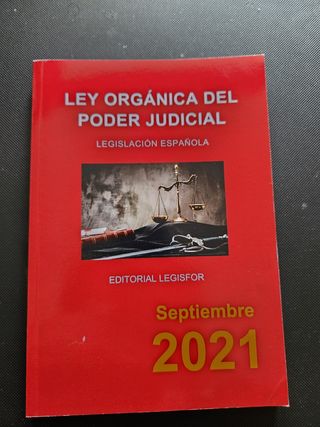 LEY ORGÁNICA DEL
PODER JUDICIAL
LEGISLACIÓN ESPAÑOLA
EDITORIAL LEGISFOR
Septiembre
2021